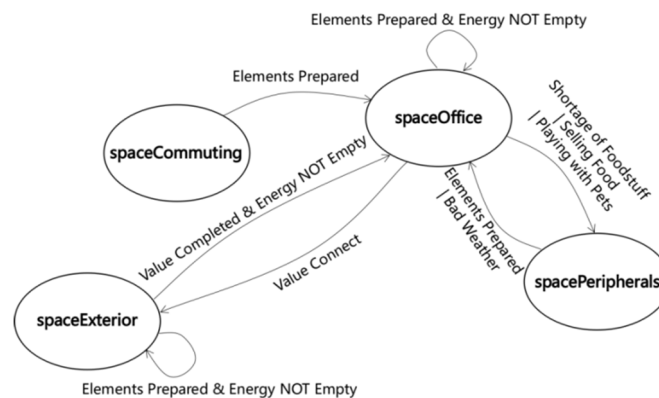 Elements Prepared & Energy NOT Empty
Elements Prepared
spaceOffice
spaceCommuting
Shortage of Foodstuff
| Selling Food
| Playing with Pets
Elements Prepared
| Bad Weather
Value Completed & Energy NOT Empty
Value Connect
spacePeripherals
spaceExterior
Elements Prepared & Energy NOT Empty